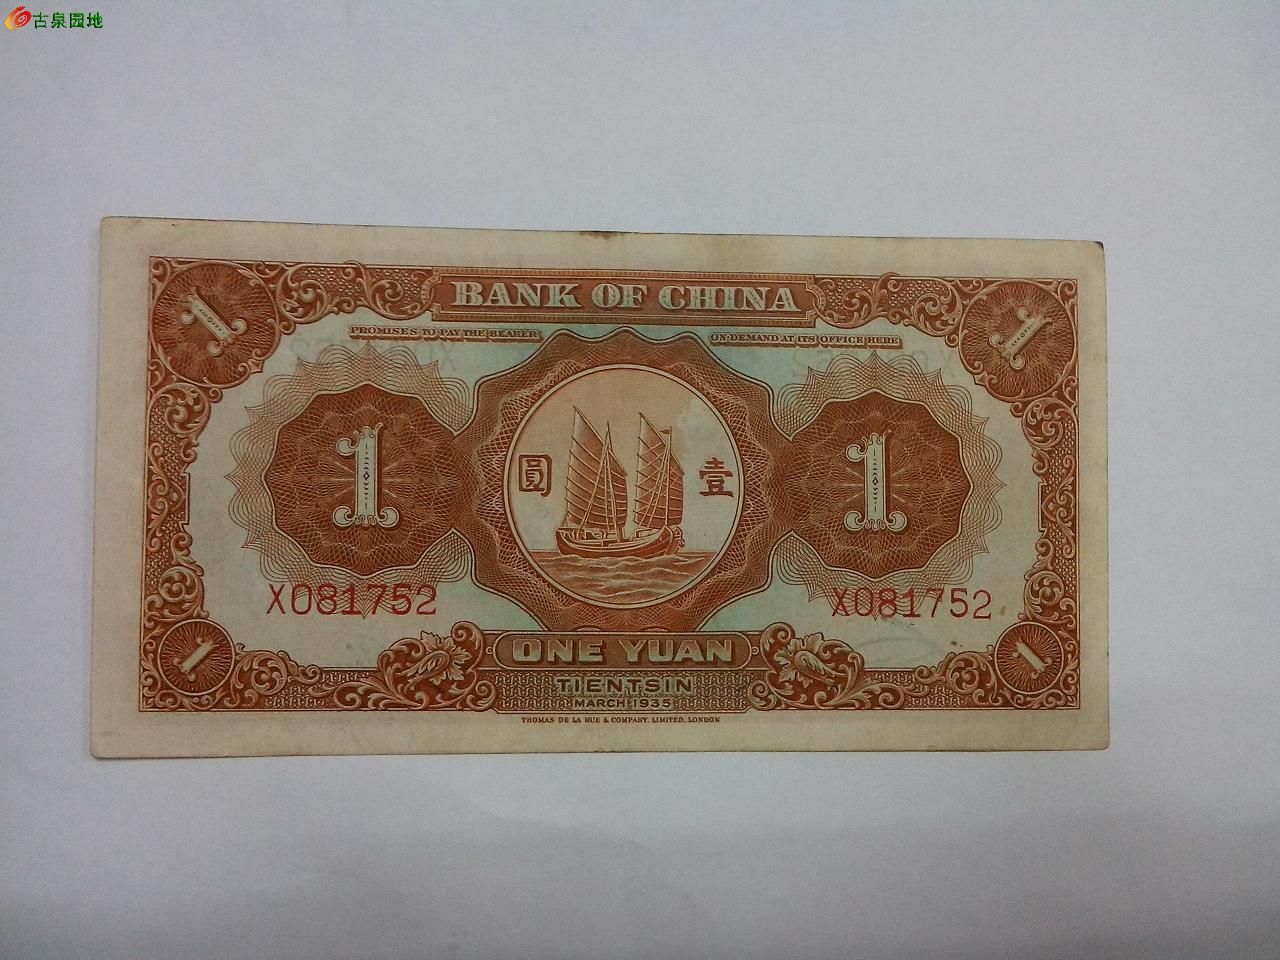 古泉园地
1 BANK OF CHINA 1
PROMISES TO PAY THE BEARER ON DEMAND AT ITS OFFICE HERE
1 圓 壹 1
X081752 X081752
1 ONE YUAN 1
TIENTSIN
MARCH 1935
THOMAS DE LA RUE & COMPANY, LIMITED, LONDON